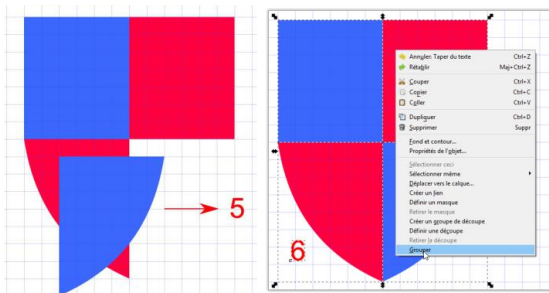 5
6
Annuler: Taper du texte Ctrl+Z
Rétablir Maj+Ctrl+Z
Couper Ctrl+X
Copier Ctrl+C
Coller Ctrl+V
Dupliquer Ctrl+D
Supprimer Suppr
Fond et contour...
Propriétés de l'objet...
Sélectionner ceci
Sélectionner même
Déplacer vers le calque...
Créer un lien
Définir un masque
Retirer le masque
Créer un groupe de découpe
Définir une découpe
Retirer la découpe
Grouper